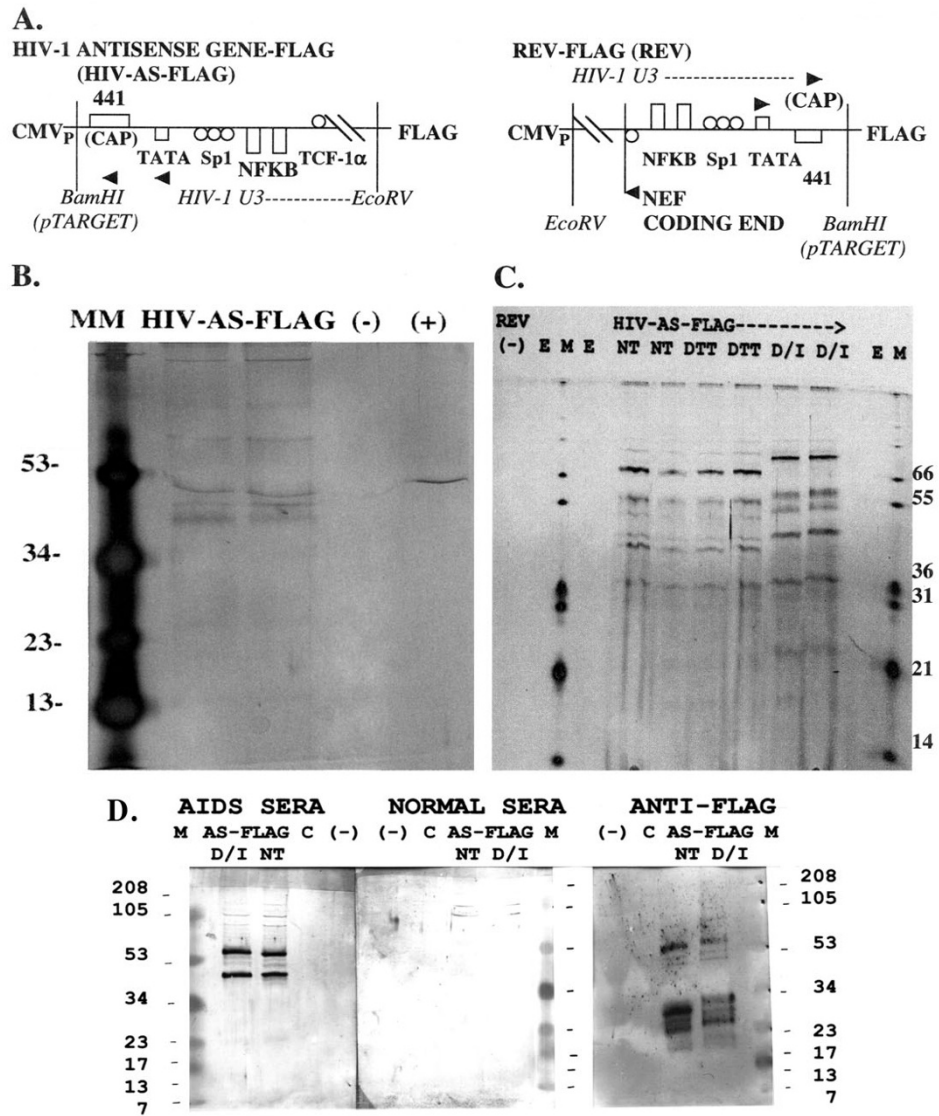 A.
HIV-1 ANTISENSE GENE-FLAG
(HIV-AS-FLAG)
441
CMVP
(CAP)
TATA
Sp1
NFKB
TCF-1α
FLAG
BamHI
(pTARGET)
HIV-1 U3-----------EcoRV
REV-FLAG (REV)
HIV-1 U3 --------------
(CAP)
CMVP
FLAG
NFKB Sp1 TATA
441
NEF
EcoRV
CODING END
BamHI
(pTARGET)
B.
MM HIV-AS-FLAG (-) (+)
53-
34-
23-
13-
C.
REV HIV-AS-FLAG--------->
(-) E M E NT NT DTT DTT D/I D/I E M
66
55
36
31
21
14
D.
AIDS SERA
M AS-FLAG C (-)
D/I NT
NORMAL SERA
(-) C AS-FLAG M
NT D/I
ANTI-FLAG
(-) C AS-FLAG M
NT D/I
208
105
53
34
23
17
13
7
208
105
53
34
23
17
13
7